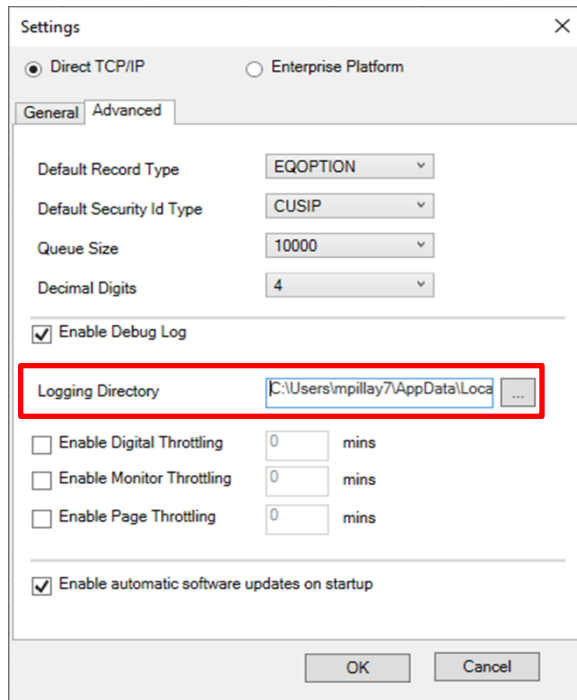 Settings
Direct TCP/IP Enterprise Platform
General Advanced
Default Record Type EQOPTION
Default Security Id Type CUSIP
Queue Size 10000
Decimal Digits 4
Enable Debug Log
Logging Directory C:\Users\mpillay7\AppData\Loca ...
Enable Digital Throttling 0 mins
Enable Monitor Throttling 0 mins
Enable Page Throttling 0 mins
Enable automatic software updates on startup
OK Cancel